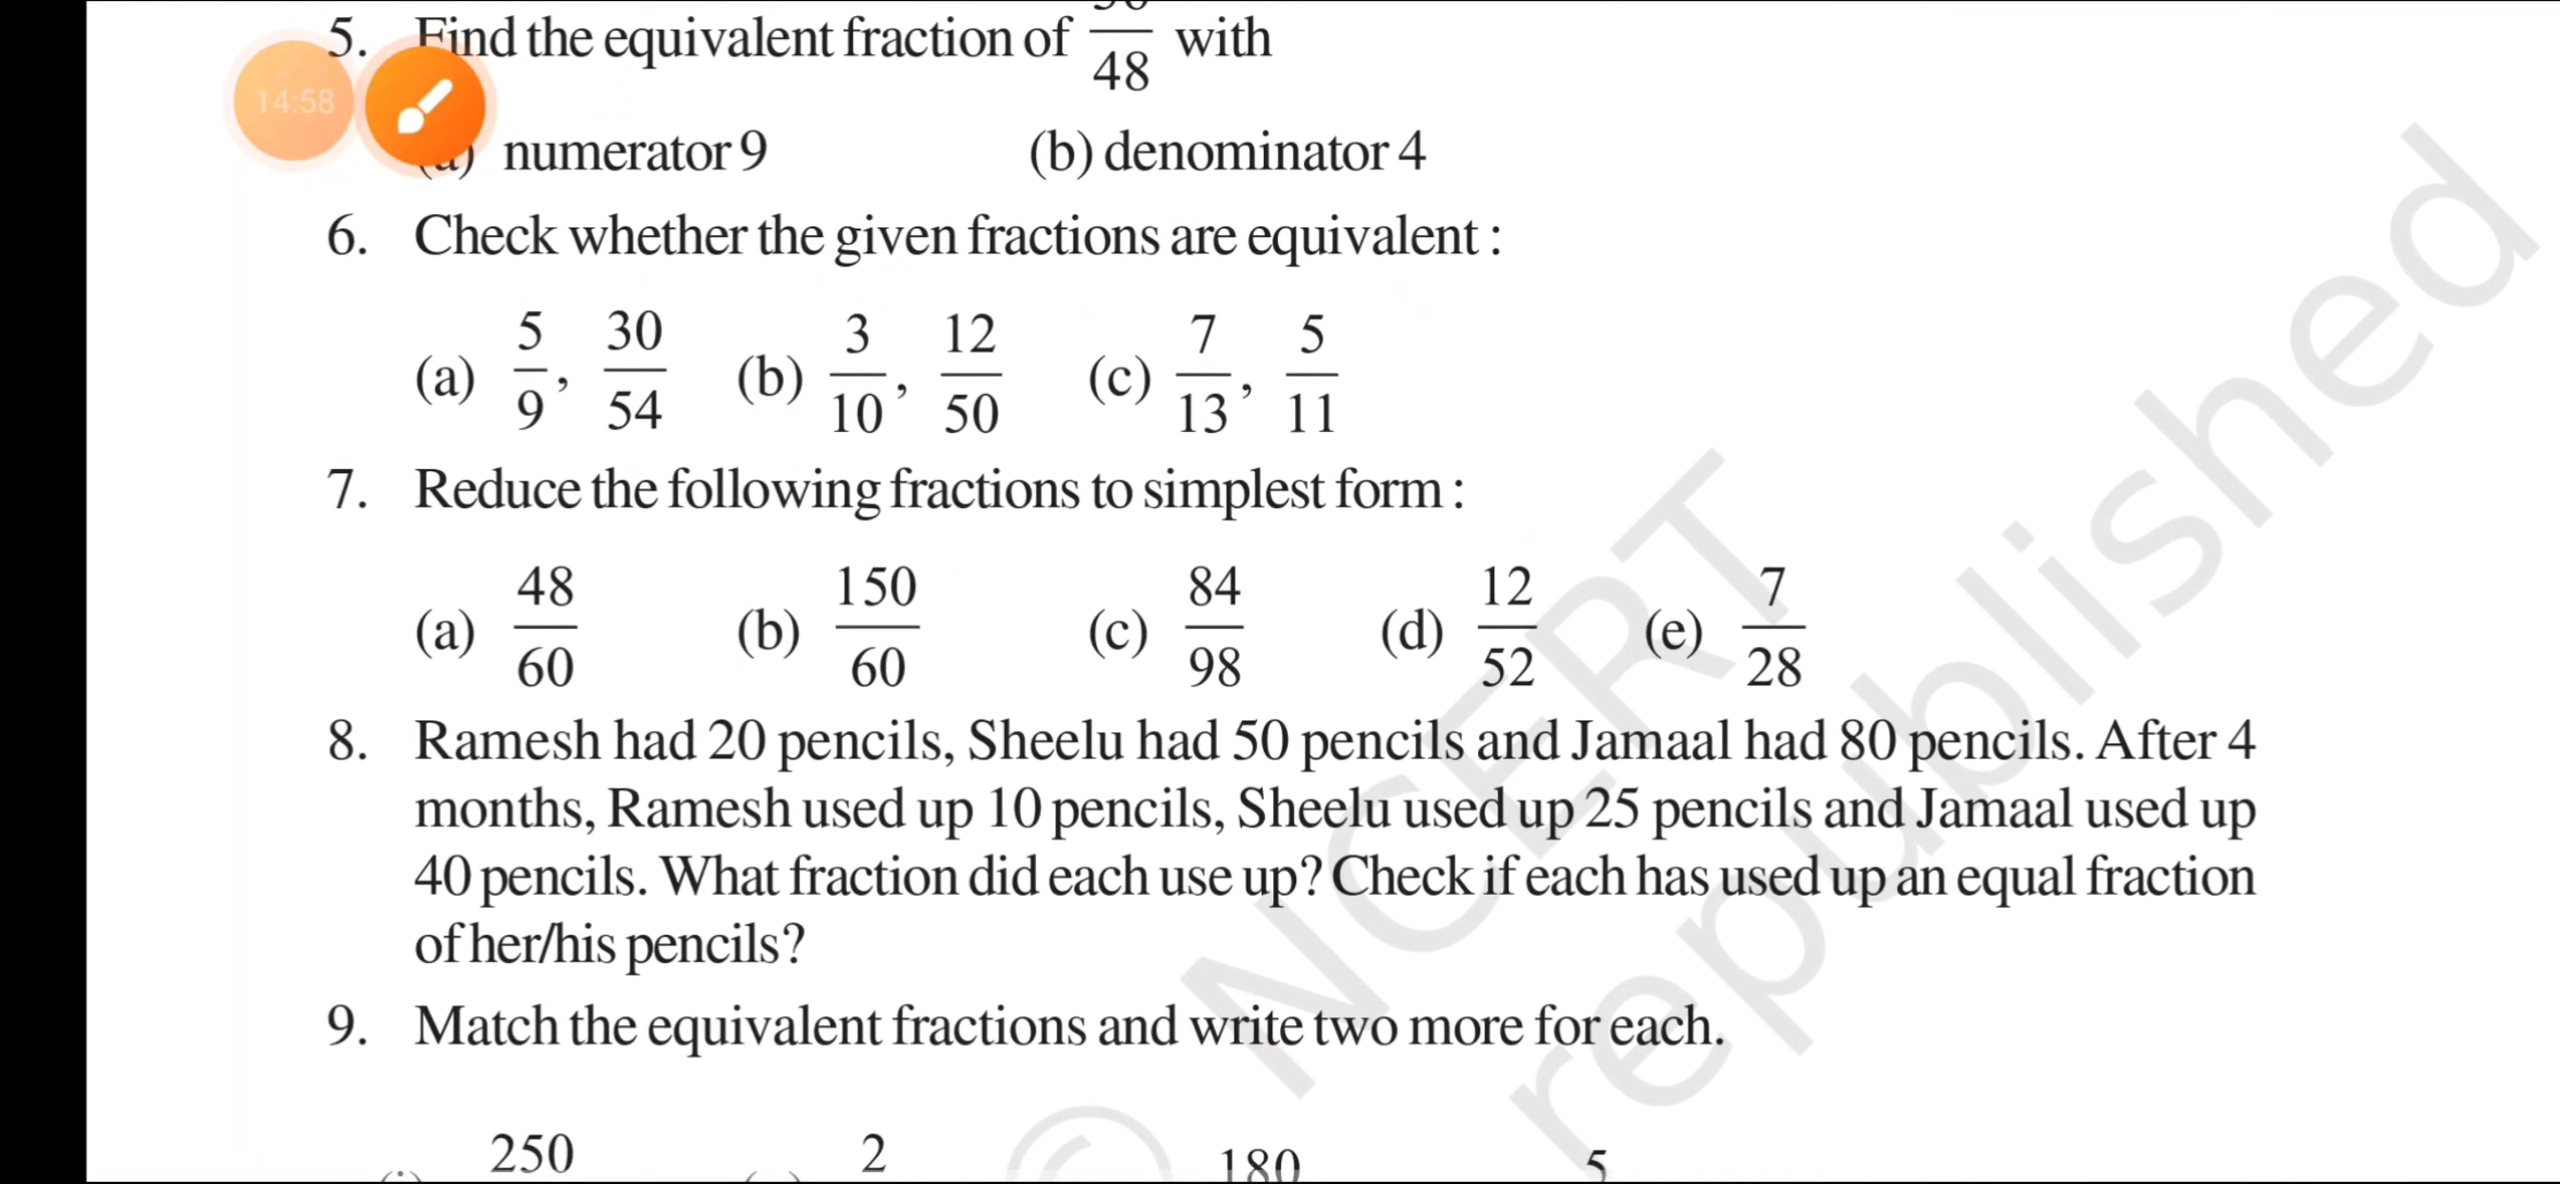 5. Find the equivalent fraction of 36/48 with
14:58
(a) numerator 9 (b) denominator 4
6. Check whether the given fractions are equivalent :
(a) 5/9, 30/54 (b) 3/10, 12/50 (c) 7/13, 5/11
7. Reduce the following fractions to simplest form :
(a) 48/60 (b) 150/60 (c) 84/98 (d) 12/52 (e) 7/28
8. Ramesh had 20 pencils, Sheelu had 50 pencils and Jamaal had 80 pencils. After 4
months, Ramesh used up 10 pencils, Sheelu used up 25 pencils and Jamaal used up
40 pencils. What fraction did each use up? Check if each has used up an equal fraction
of her/his pencils?
9. Match the equivalent fractions and write two more for each.
250 2 180 5
© NCERT
republished